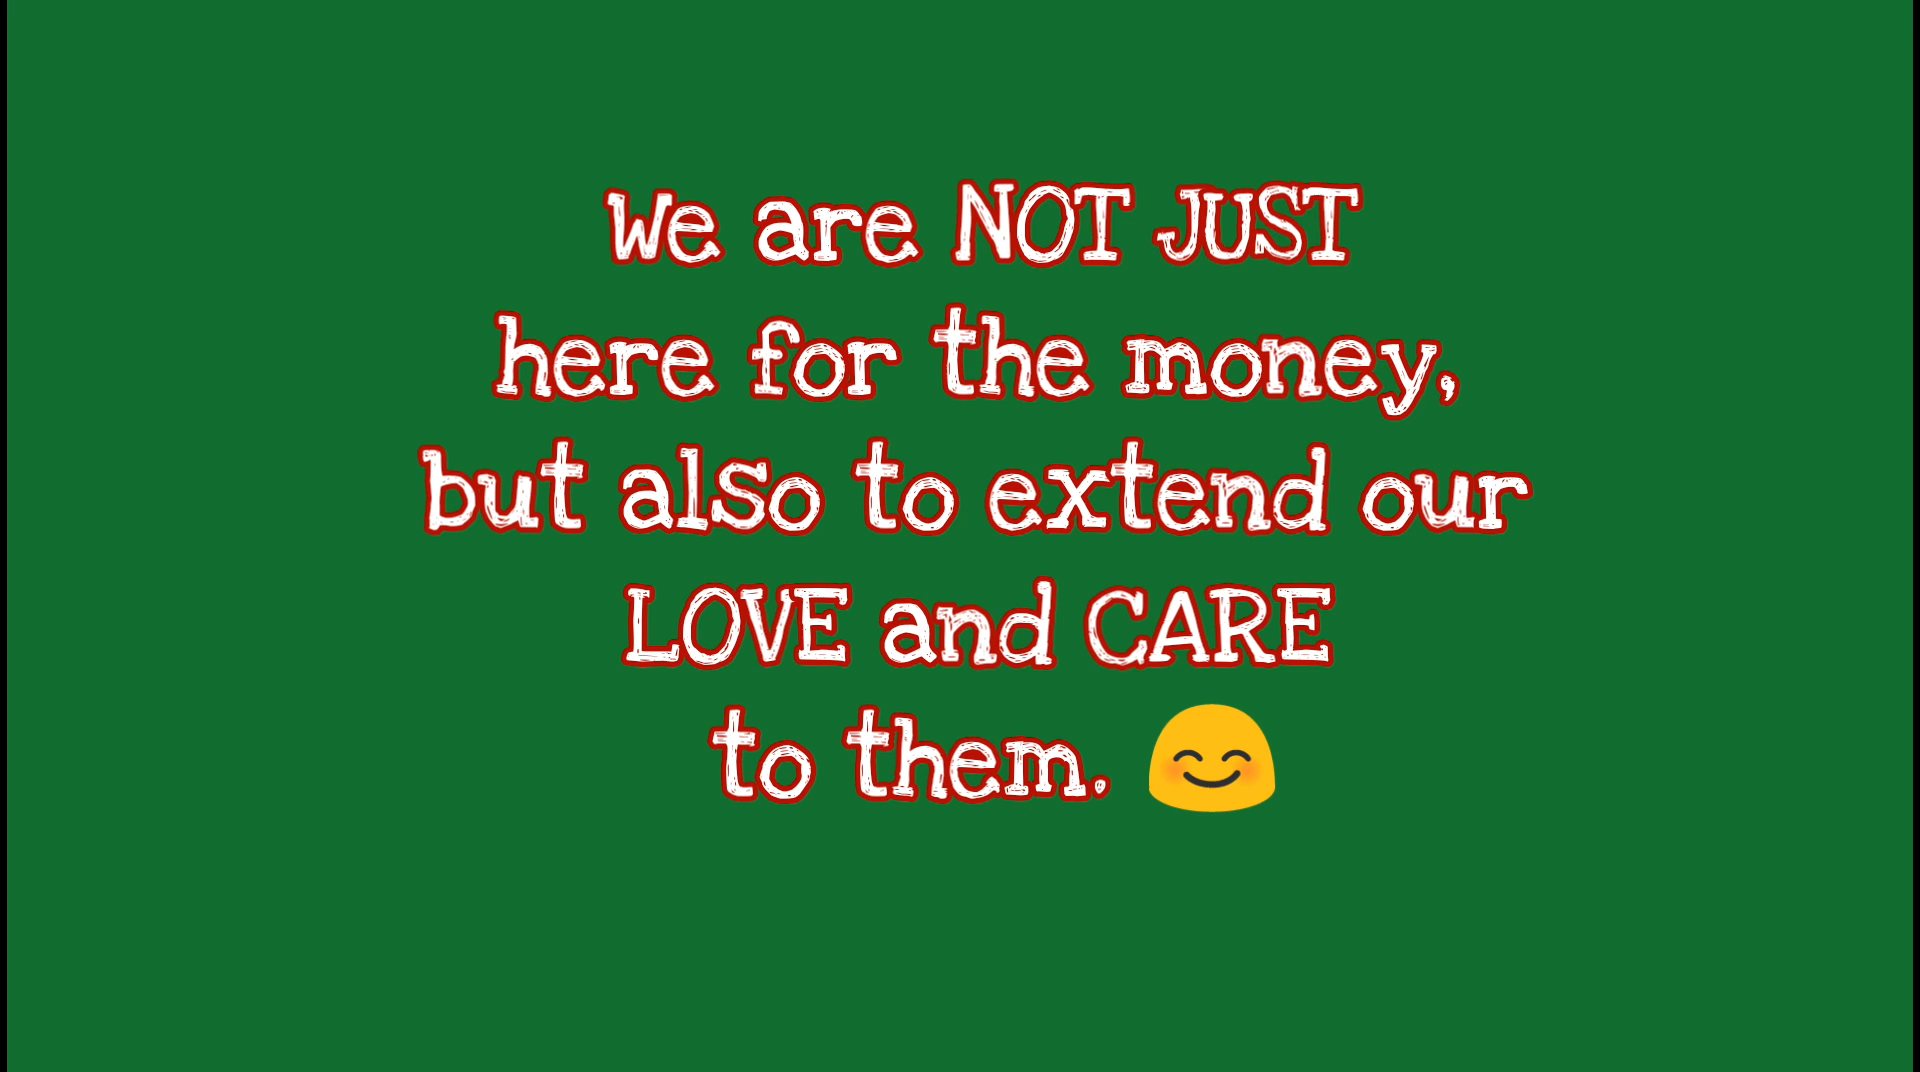 We are NOT JUST
here for the money,
but also to extend our
LOVE and CARE
to them. 😊